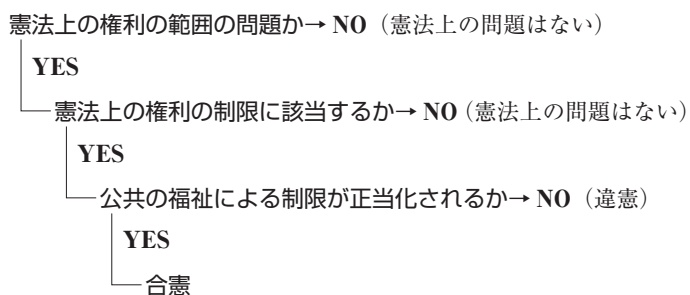 憲法上の権利の範囲の問題か→ NO（憲法上の問題はない）
YES
憲法上の権利の制限に該当するか→ NO（憲法上の問題はない）
YES
公共の福祉による制限が正当化されるか→ NO（違憲）
YES
合憲